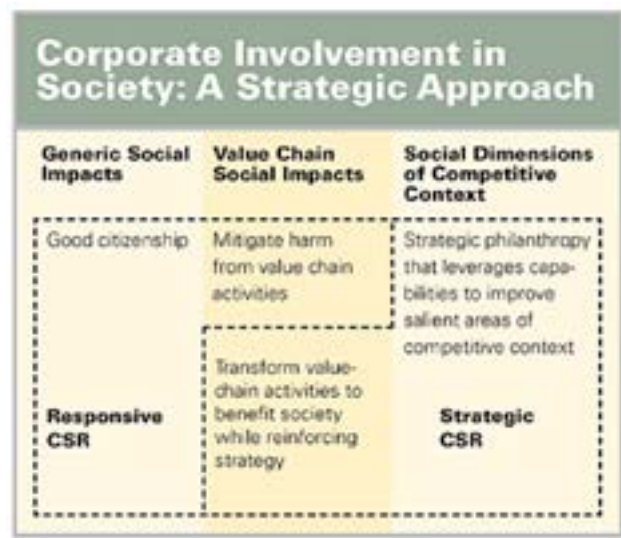 Corporate Involvement in
Society: A Strategic Approach
Generic Social
Impacts
Value Chain
Social Impacts
Social Dimensions
of Competitive
Context
Good citizenship
Mitigate harm
from value chain
activities
Strategic philanthropy
that leverages capa-
bilities to improve
salient areas of
competitive context
Transform value-
chain activities to
benefit society
while reinforcing
strategy
Responsive
CSR
Strategic
CSR